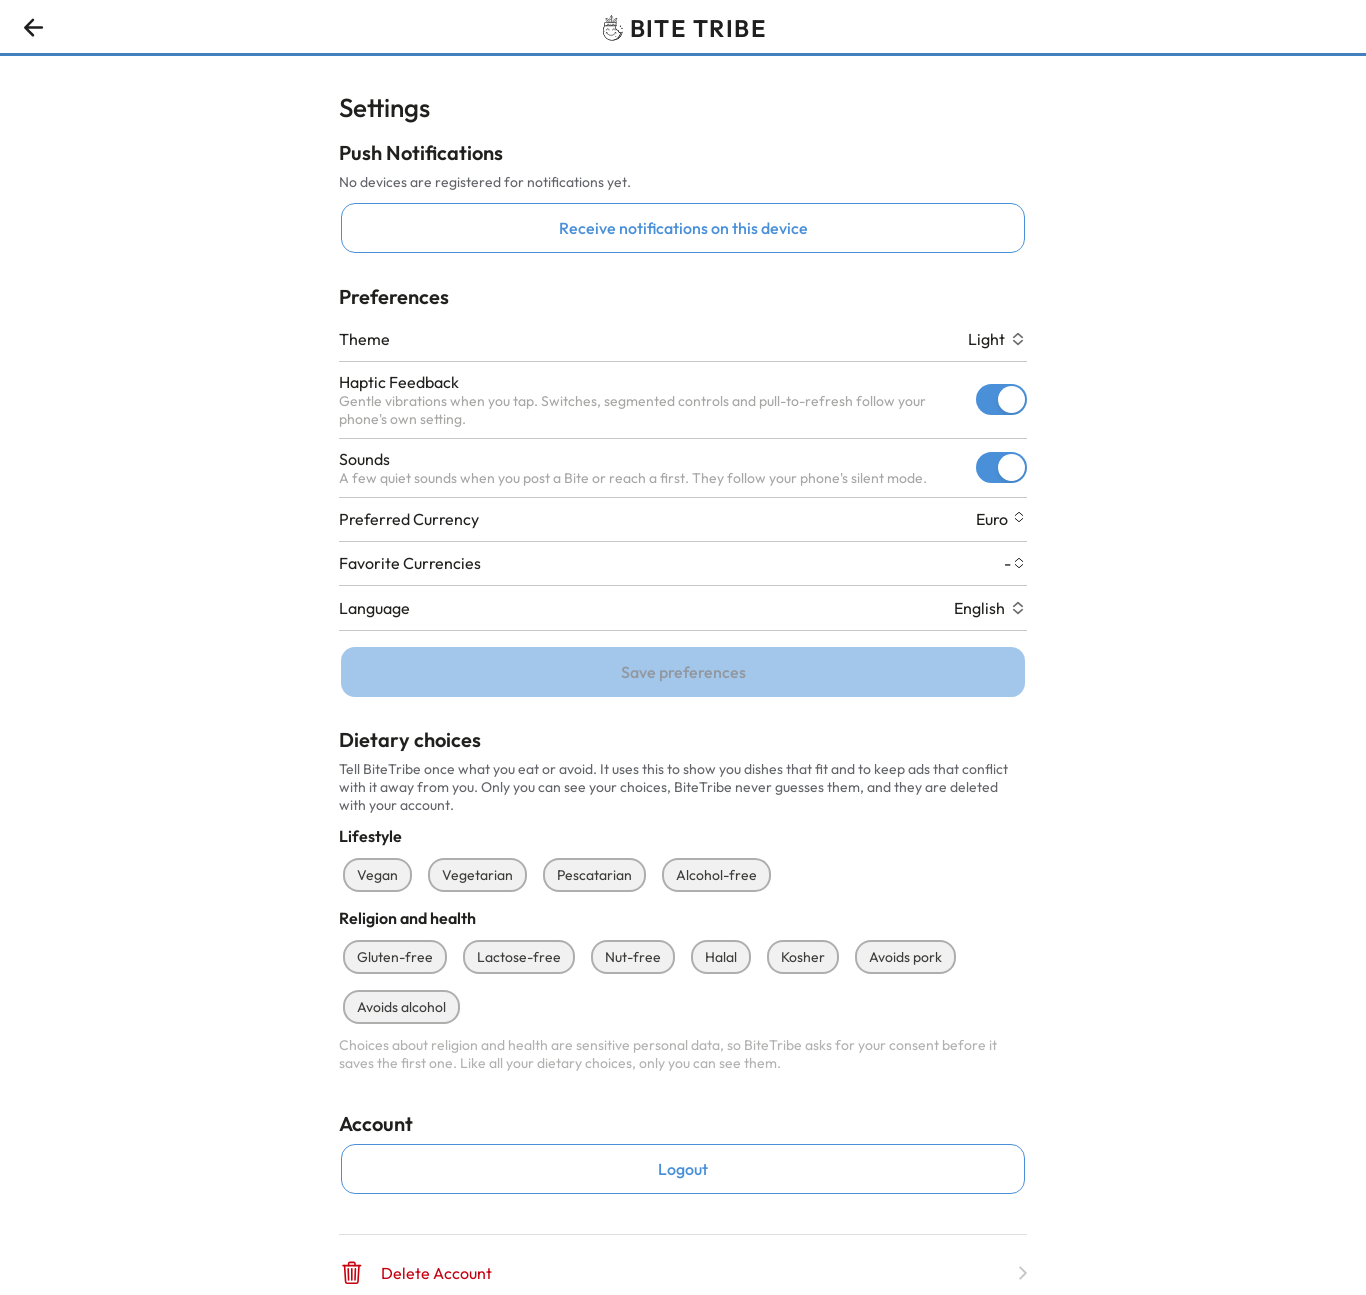 BITE TRIBE
Settings
Push Notifications
No devices are registered for notifications yet.
Receive notifications on this device
Preferences
Theme
Light
Haptic Feedback
Gentle vibrations when you tap. Switches, segmented controls and pull-to-refresh follow your
phone's own setting.
Sounds
A few quiet sounds when you post a Bite or reach a first. They follow your phone's silent mode.
Preferred Currency
Euro
Favorite Currencies
-
Language
English
Save preferences
Dietary choices
Tell BiteTribe once what you eat or avoid. It uses this to show you dishes that fit and to keep ads that conflict
with it away from you. Only you can see your choices, BiteTribe never guesses them, and they are deleted
with your account.
Lifestyle
Vegan
Vegetarian
Pescatarian
Alcohol-free
Religion and health
Gluten-free
Lactose-free
Nut-free
Halal
Kosher
Avoids pork
Avoids alcohol
Choices about religion and health are sensitive personal data, so BiteTribe asks for your consent before it
saves the first one. Like all your dietary choices, only you can see them.
Account
Logout
Delete Account